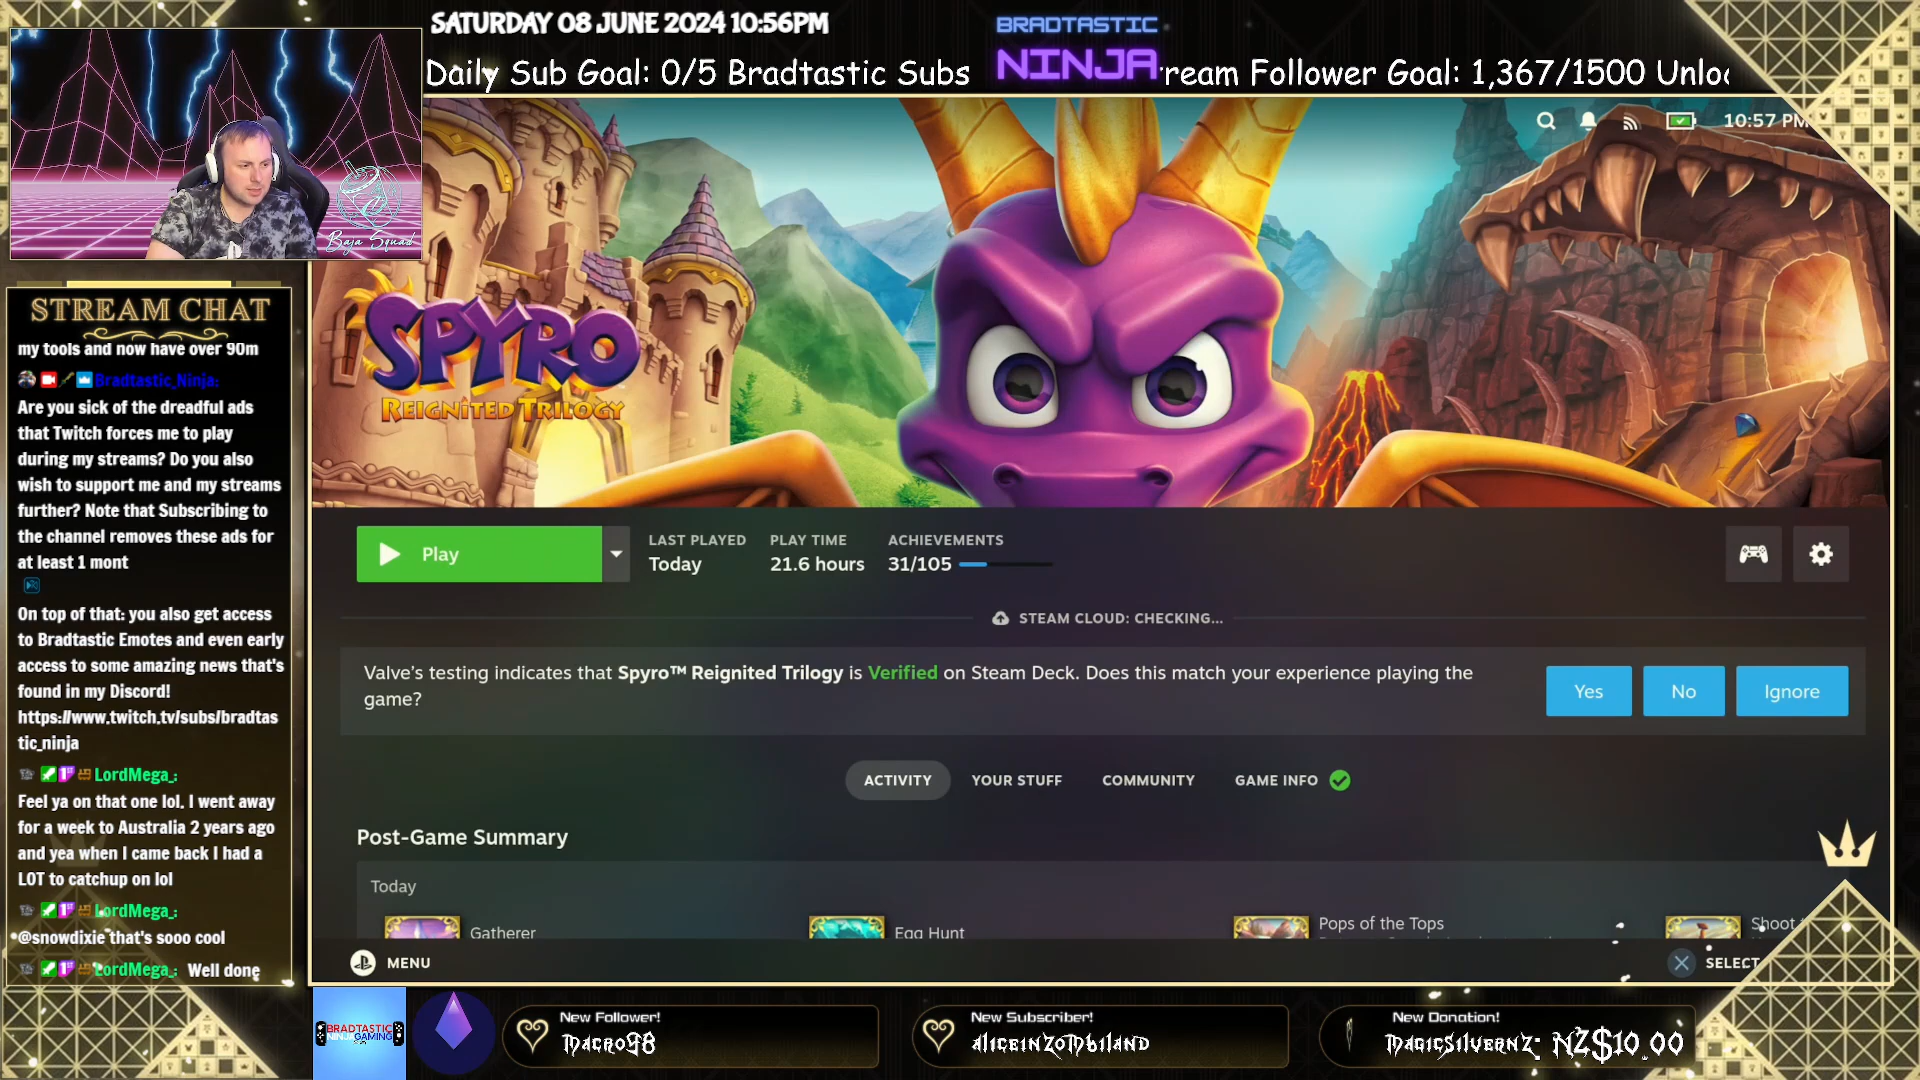 SATURDAY 08 JUNE 2024 10:56PM
BRADTASTIC
NINJA
Daily Sub Goal: 0/5 Bradtastic Subs
ream Follower Goal: 1,367/1500 Unlo
10:57 PM
Baja Squad
STREAM CHAT
my tools and now have over 90m
Bradtastic_Ninja:
Are you sick of the dreadful ads
that Twitch forces me to play
during my streams? Do you also
wish to support me and my streams
further? Note that Subscribing to
the channel removes these ads for
at least 1 mont
On top of that: you also get access
to Bradtastic Emotes and even early
access to some amazing news that's
found in my Discord!
https://www.twitch.tv/subs/bradtas
tic_ninja
LordMega_:
Feel ya on that one lol. I went away
for a week to Australia 2 years ago
and yea when I came back I had a
LOT to catchup on lol
LordMega_:
@snowdixie that's sooo cool
LordMega_: Well done
SPYRO
REIGNITED TRILOGY
Play
LAST PLAYED
Today
PLAY TIME
21.6 hours
ACHIEVEMENTS
31/105
STEAM CLOUD: CHECKING...
Valve's testing indicates that Spyro™ Reignited Trilogy is Verified on Steam Deck. Does this match your experience playing the
game?
Yes
No
Ignore
ACTIVITY
YOUR STUFF
COMMUNITY
GAME INFO
Post-Game Summary
Today
Gatherer
Egg Hunt
Pops of the Tops
Shoot
MENU
SELECT
BRADTASTIC
NINJAGAMING
New Follower!
Macro98
New Subscriber!
aliceinzombiland
New Donation!
MagicSilverNZ: NZ$10.00